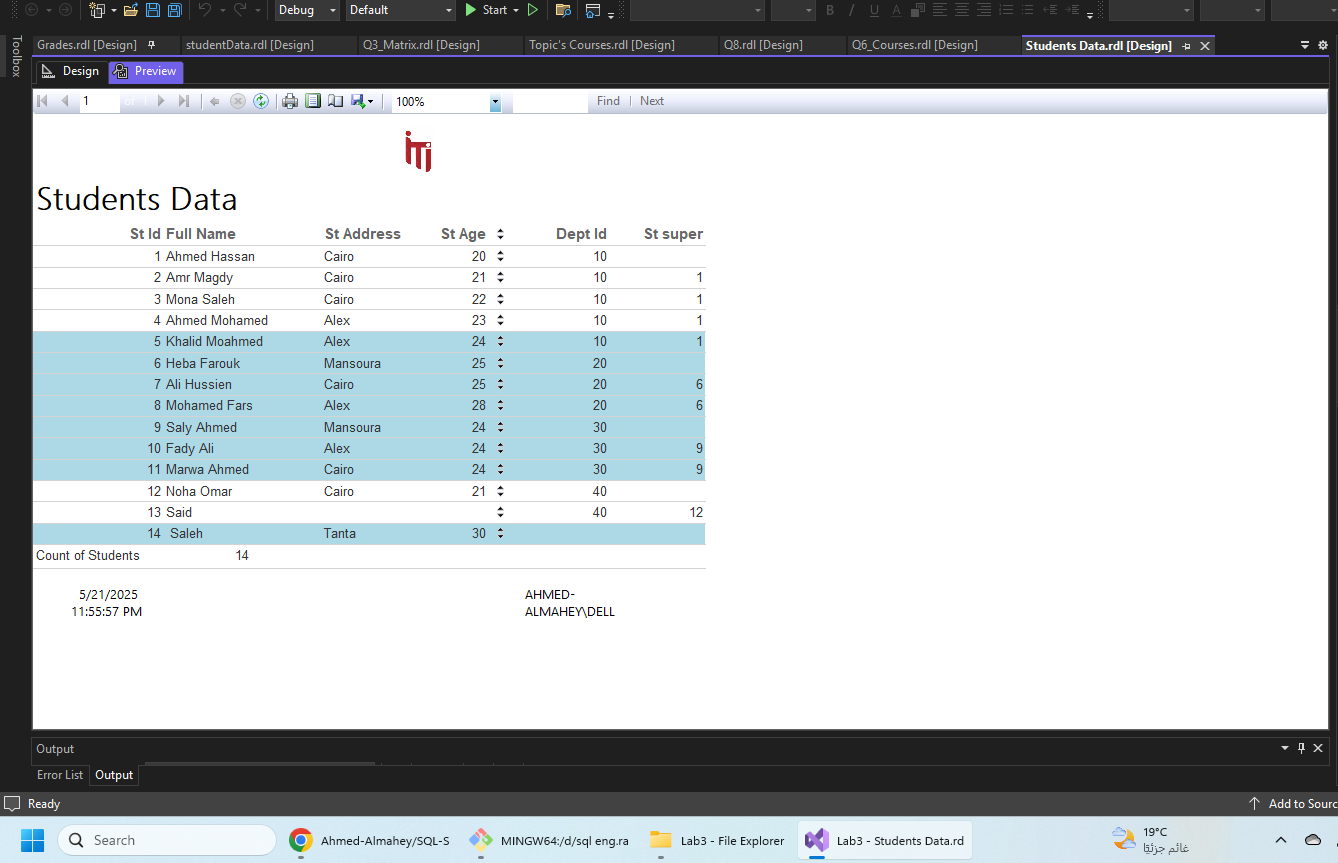 Debug Default Start B I U A
Toolbox
Grades.rdl [Design] studentData.rdl [Design] Q3_Matrix.rdl [Design] Topic's Courses.rdl [Design] Q8.rdl [Design] Q6_Courses.rdl [Design] Students Data.rdl [Design]
Design Preview
1 of 100% Find | Next
iTi
Students Data
St Id Full Name St Address St Age Dept Id St super
1 Ahmed Hassan Cairo 20 10
2 Amr Magdy Cairo 21 10 1
3 Mona Saleh Cairo 22 10 1
4 Ahmed Mohamed Alex 23 10 1
5 Khalid Moahmed Alex 24 10 1
6 Heba Farouk Mansoura 25 20
7 Ali Hussien Cairo 25 20 6
8 Mohamed Fars Alex 28 20 6
9 Saly Ahmed Mansoura 24 30
10 Fady Ali Alex 24 30 9
11 Marwa Ahmed Cairo 24 30 9
12 Noha Omar Cairo 21 40
13 Said 40 12
14 Saleh Tanta 30
Count of Students 14
5/21/2025
11:55:57 PM
AHMED-
ALMAHEY\DELL
Output
Error List Output
Ready Add to Sourc
Search Ahmed-Almahey/SQL-S MINGW64:/d/sql eng.ra Lab3 - File Explorer Lab3 - Students Data.rd 19°C
غائم جزئيًا